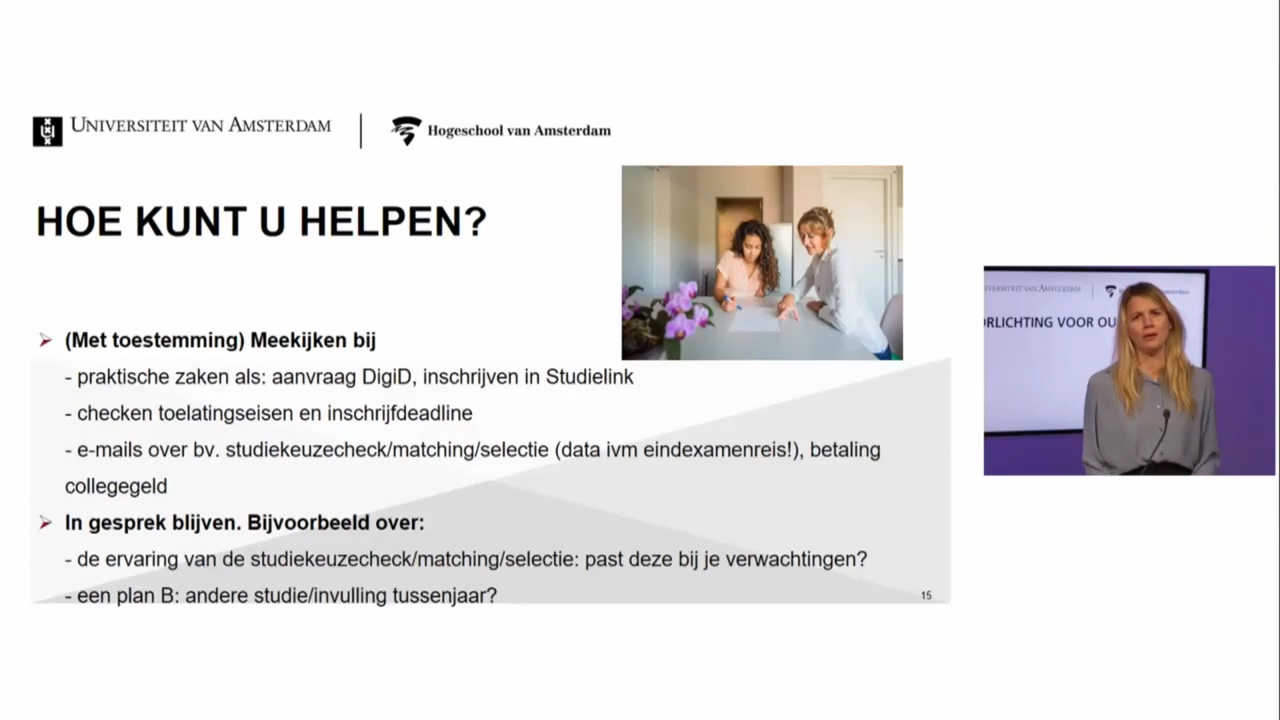 UNIVERSITEIT VAN AMSTERDAM
Hogeschool van Amsterdam
HOE KUNT U HELPEN?
(Met toestemming) Meekijken bij
- praktische zaken als: aanvraag DigiD, inschrijven in Studielink
- checken toelatingseisen en inschrijfdeadline
- e-mails over bv. studiekeuzecheck/matching/selectie (data ivm eindexamenreis!), betaling
collegegeld
In gesprek blijven. Bijvoorbeeld over:
- de ervaring van de studiekeuzecheck/matching/selectie: past deze bij je verwachtingen?
- een plan B: andere studie/invulling tussenjaar?
15
VERSITEIT VAN AMSTERDAM
RLICHTING VOOR OU